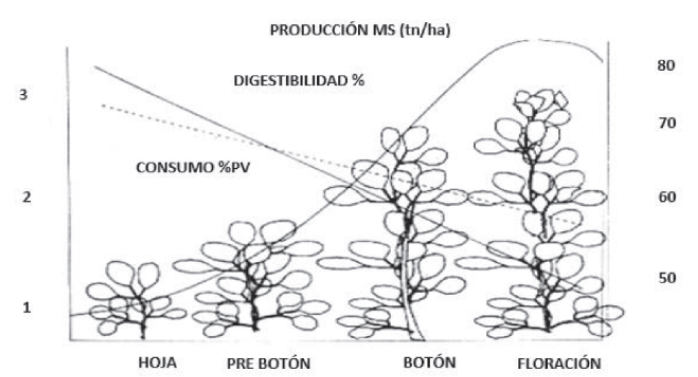 PRODUCCIÓN MS (tn/ha)
DIGESTIBILIDAD %
CONSUMO %PV
3
2
1
80
70
60
50
HOJA
PRE BOTÓN
BOTÓN
FLORACIÓN